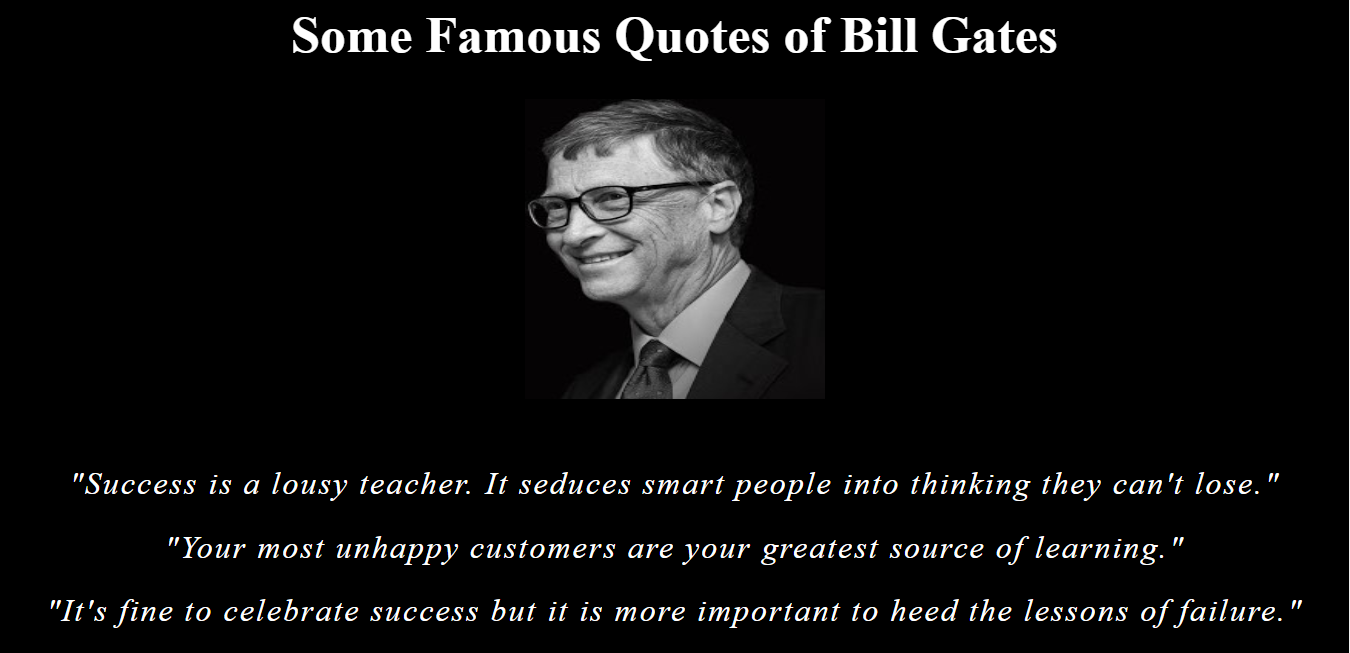 Some Famous Quotes of Bill Gates
"Success is a lousy teacher. It seduces smart people into thinking they can't lose."
"Your most unhappy customers are your greatest source of learning."
"It's fine to celebrate success but it is more important to heed the lessons of failure."